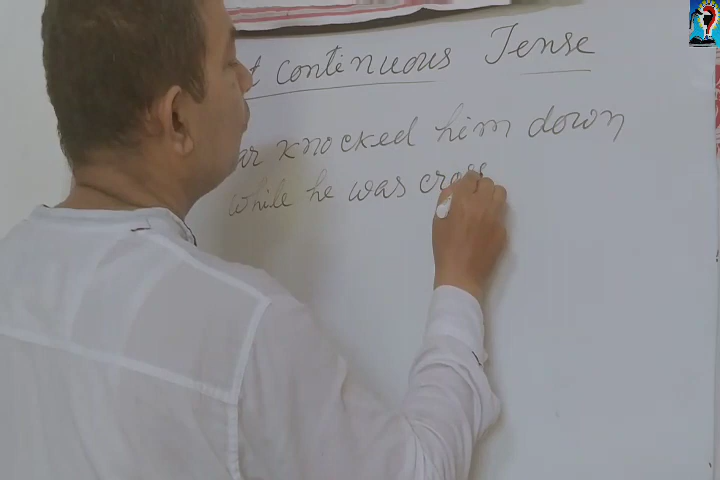 t continuous Tense
ar knocked him down
while he was cross